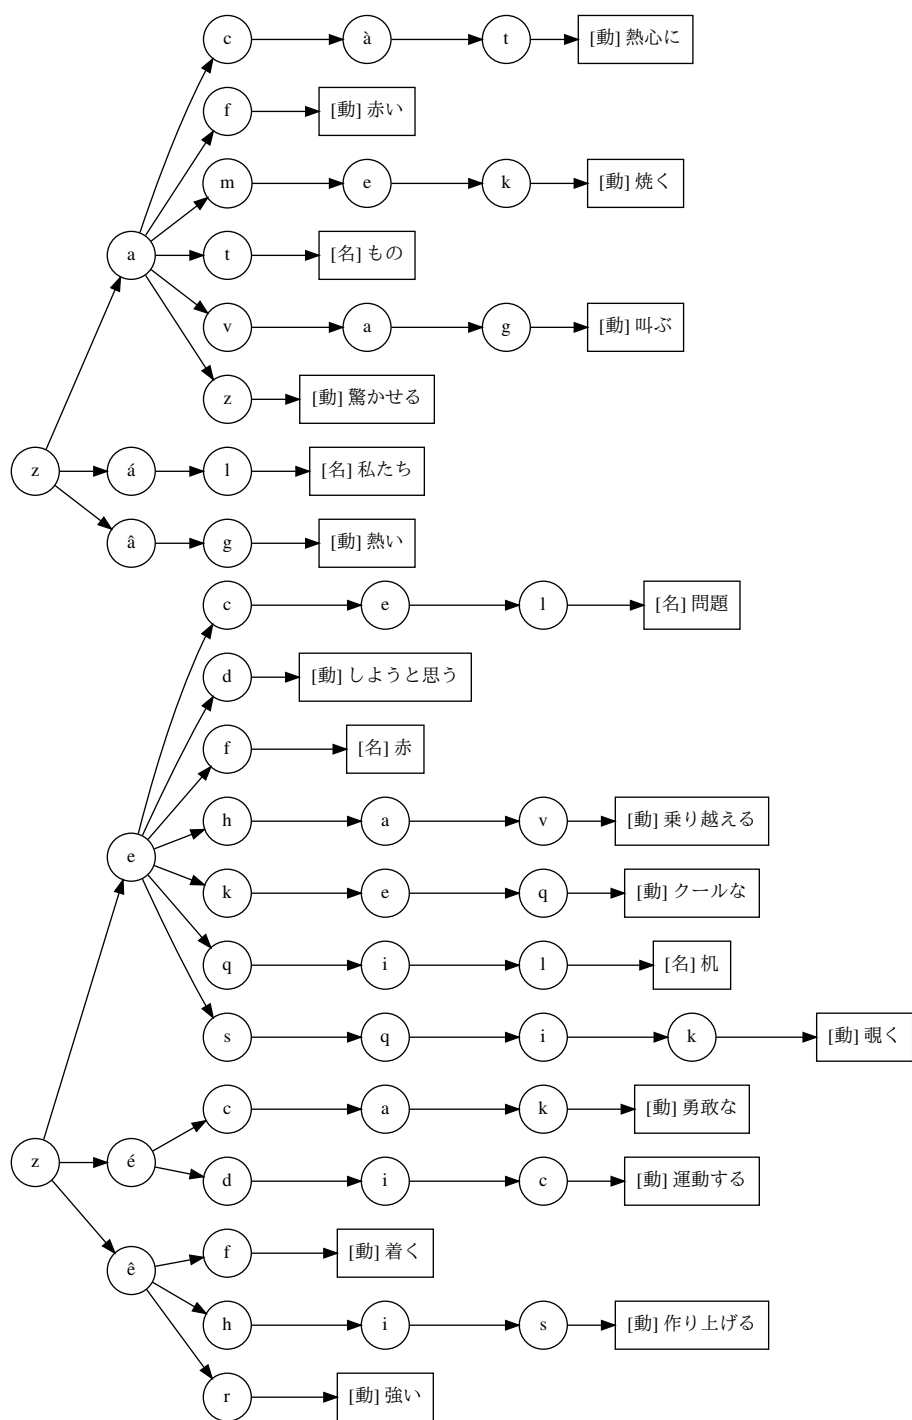 c à t [動] 熱心に
f [動] 赤い
m e k [動] 焼く
a t [名] もの
v a g [動] 叫ぶ
z [動] 驚かせる
z á l [名] 私たち
â g [動] 熱い
c e l [名] 問題
d [動] しようと思う
f [名] 赤
e h a v [動] 乗り越える
k e q [動] クールな
q i l [名] 机
s q i k [動] 覗く
c a k [動] 勇敢な
z é
d i c [動] 運動する
f [動] 着く
ê
h i s [動] 作り上げる
r [動] 強い